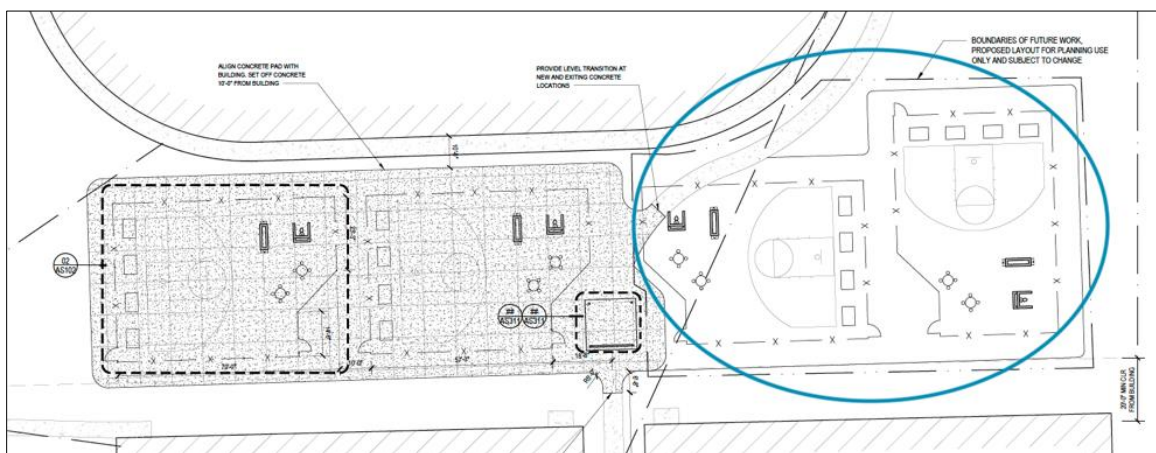 ALIGN CONCRETE PAD WITH
BUILDING. SET OFF CONCRETE
10'-0" FROM BUILDING
PROVIDE LEVEL TRANSITION AT
NEW AND EXITING CONCRETE
LOCATIONS
BOUNDARIES OF FUTURE WORK,
PROPOSED LAYOUT FOR PLANNING USE
ONLY AND SUBJECT TO CHANGE
02
AS102
##
AS311
##
AS311
20'-0" MIN CLR
FROM BUILDING